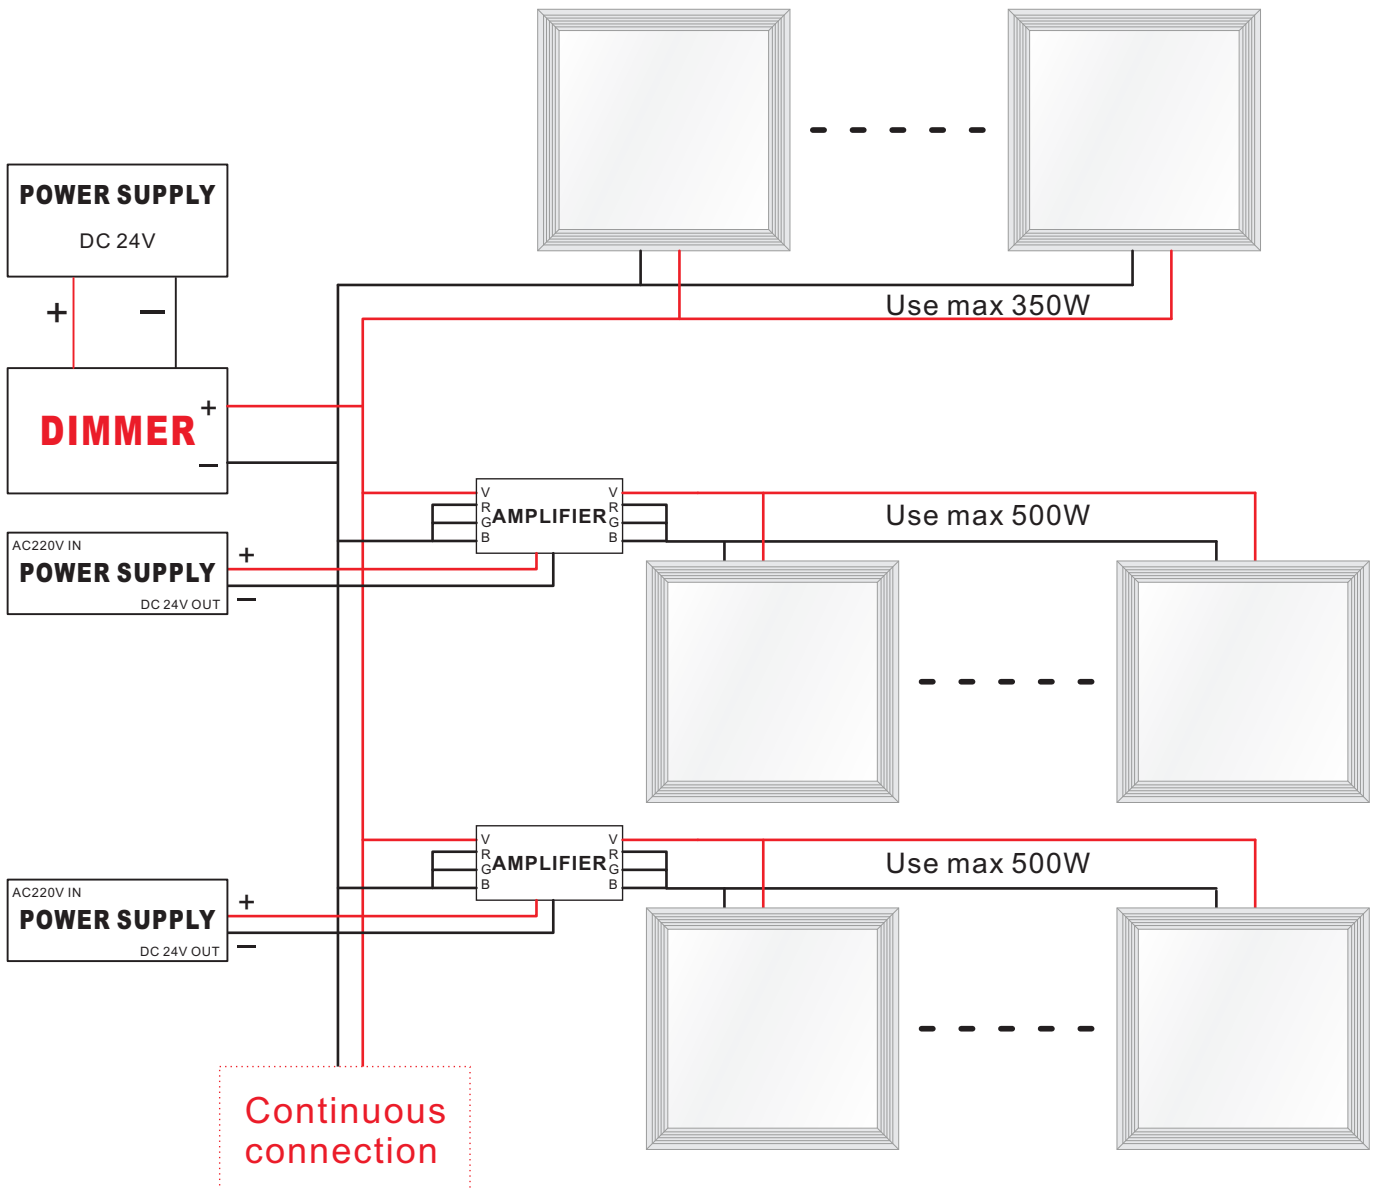 POWER SUPPLY
DC 24V
+ −
Use max 350W
DIMMER
+
−
V V
R R
G AMPLIFIER G
B B
Use max 500W
AC220V IN
POWER SUPPLY
DC 24V OUT
+
−
V V
R R
G AMPLIFIER G
B B
Use max 500W
AC220V IN
POWER SUPPLY
DC 24V OUT
+
−
Continuous
connection